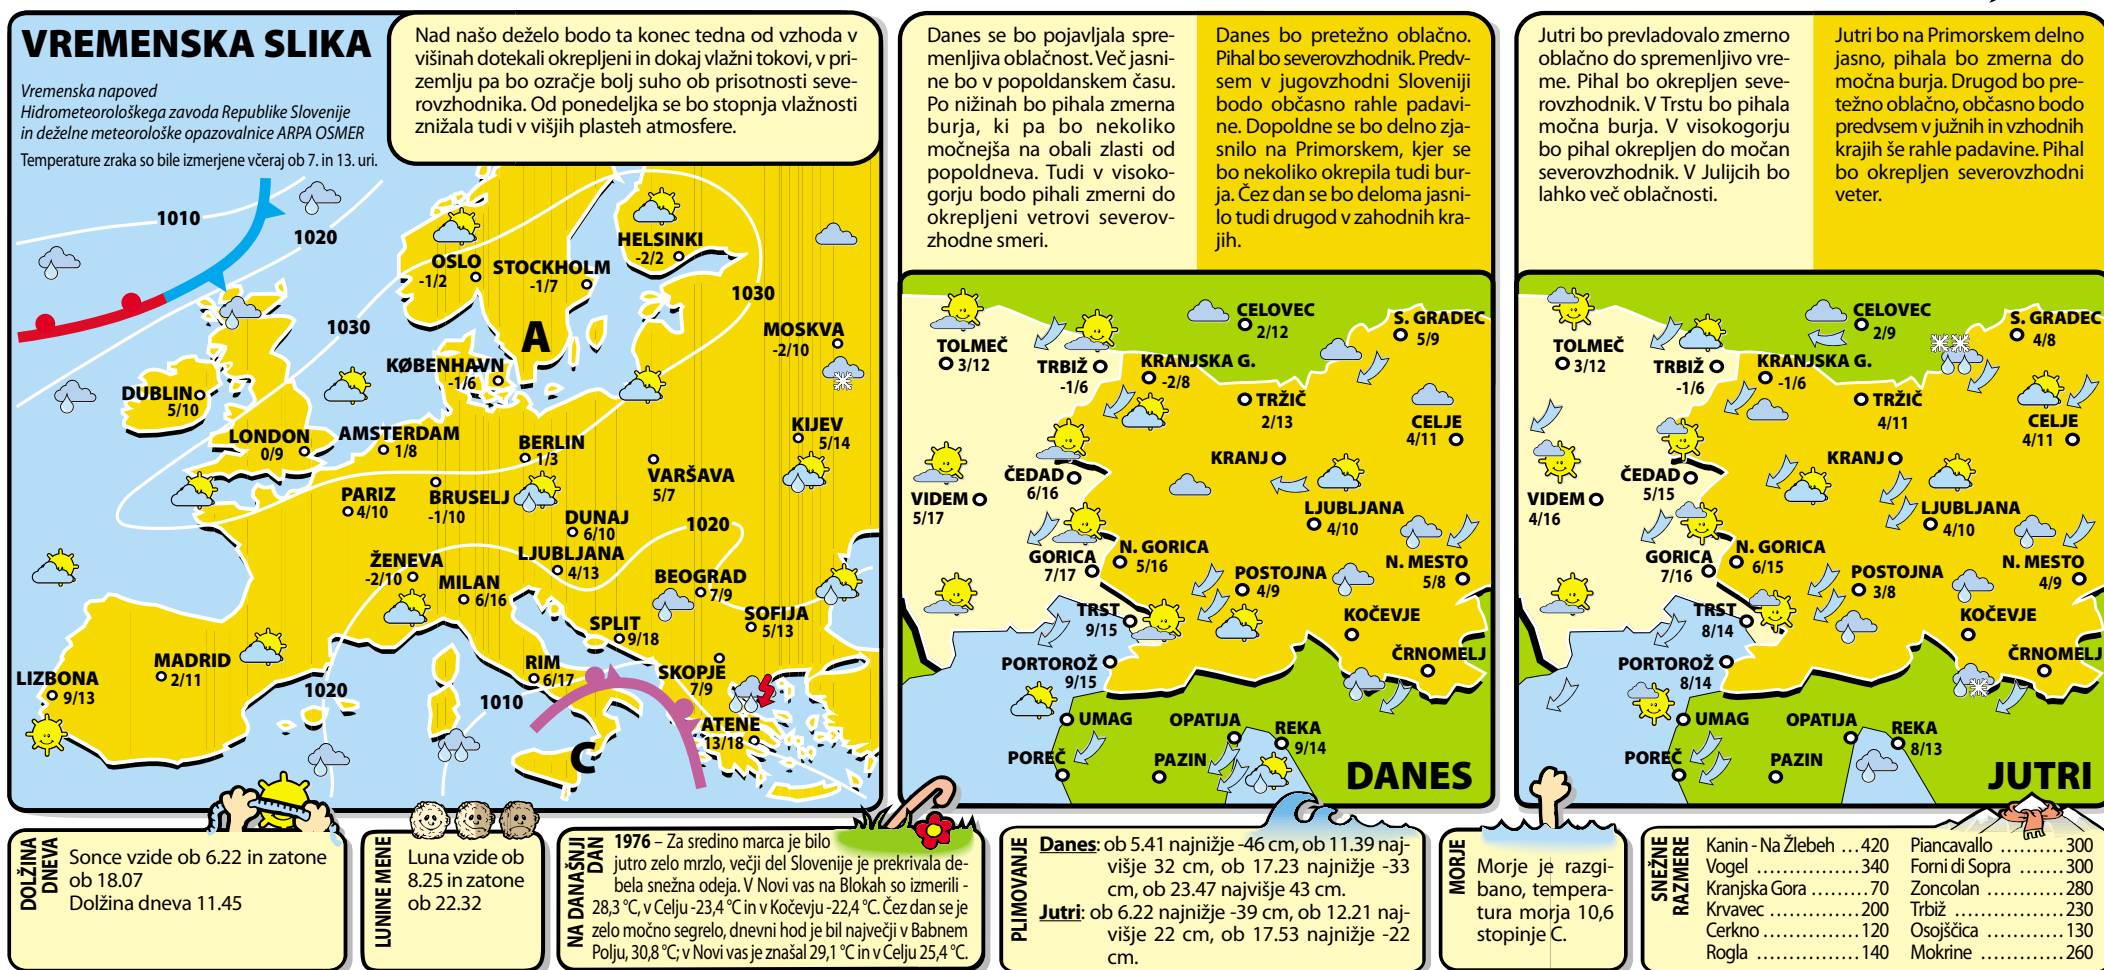 VREMENSKA SLIKA
Vremenska napoved
Hidrometeorološkega zavoda Republike Slovenije
in deželne meteorološke opazovalnice ARPA OSMER
Temperature zraka so bile izmerjene včeraj ob 7. in 13. uri.
Nad našo deželo bodo ta konec tedna od vzhoda v
višinah dotekali okrepljeni in dokaj vlažni tokovi, v pri-
zemlju pa bo ozračje bolj suho ob prisotnosti seve-
rovzhodnika. Od ponedeljka se bo stopnja vlažnosti
znižala tudi v višjih plasteh atmosfere.
1010
1020
1030
1030
1020
1020
1010
A
C
OSLO
-1/2
STOCKHOLM
-1/7
HELSINKI
-2/2
MOSKVA
-2/10
KØBENHAVN
-1/6
DUBLIN
5/10
LONDON
0/9
AMSTERDAM
1/8
BERLIN
1/3
KIJEV
5/14
VARŠAVA
5/7
PARIZ
4/10
BRUSELJ
-1/10
DUNAJ
6/10
LJUBLJANA
4/13
ŽENEVA
-2/10
MILAN
6/16
BEOGRAD
7/9
SPLIT
9/18
SOFIJA
5/13
SKOPJE
7/9
RIM
6/17
MADRID
2/11
LIZBONA
9/13
ATENE
13/18
Danes se bo pojavljala spre-
menljiva oblačnost. Več jasni-
ne bo v popoldanskem času.
Po nižinah bo pihala zmerna
burja, ki pa bo nekoliko
močnejša na obali zlasti od
popoldneva. Tudi v visoko-
gorju bodo pihali zmerni do
okrepljeni vetrovi severov-
zhodne smeri.
Danes bo pretežno oblačno.
Pihal bo severovzhodnik. Predv-
sem v jugovzhodni Sloveniji
bodo občasno rahle padavi-
ne. Dopoldne se bo delno zja-
snilo na Primorskem, kjer se
bo nekoliko okrepila tudi bur-
ja. Čez dan se bo deloma jasni-
lo tudi drugod v zahodnih kra-
jih.
TOLMEČ
3/12
TRBIŽ
-1/6
CELOVEC
2/12
KRANJSKA G.
-2/8
S. GRADEC
5/9
TRŽIČ
2/13
CELJE
4/11
KRANJ
ČEDAD
6/16
VIDEM
5/17
LJUBLJANA
4/10
GORICA
7/17
N. GORICA
5/16
POSTOJNA
4/9
N. MESTO
5/8
TRST
9/15
KOČEVJE
PORTOROŽ
9/15
ČRNOMELJ
UMAG
OPATIJA
REKA
9/14
POREČ
PAZIN
DANES
Jutri bo prevladovalo zmerno
oblačno do spremenljivo vre-
me. Pihal bo okrepljen seve-
rovzhodnik. V Trstu bo pihala
močna burja. V visokogorju
bo pihal okrepljen do močan
severovzhodnik. V Julijcih bo
lahko več oblačnosti.
Jutri bo na Primorskem delno
jasno, pihala bo zmerna do
močna burja. Drugod bo pre-
težno oblačno, občasno bodo
predvsem v južnih in vzhodnih
krajih še rahle padavine. Pihal
bo okrepljen severovzhodni
veter.
TOLMEČ
3/12
TRBIŽ
-1/6
CELOVEC
2/9
KRANJSKA G.
-1/6
S. GRADEC
4/8
TRŽIČ
4/11
CELJE
4/11
KRANJ
ČEDAD
5/15
VIDEM
4/16
LJUBLJANA
4/10
GORICA
7/16
N. GORICA
6/15
POSTOJNA
3/8
N. MESTO
4/9
TRST
8/14
KOČEVJE
PORTOROŽ
8/14
ČRNOMELJ
UMAG
OPATIJA
REKA
8/13
POREČ
PAZIN
JUTRI
DOLŽINA
DNEVA
Sonce vzide ob 6.22 in zatone
ob 18.07
Dolžina dneva 11.45
LUNINE MENE
Luna vzide ob
8.25 in zatone
ob 22.32
NA DANAŠNJI
DAN
1976 – Za sredino marca je bilo
jutro zelo mrzlo, večji del Slovenije je prekrivala de-
bela snežna odeja. V Novi vas na Blokah so izmerili -
28,3 °C, v Celju -23,4 °C in v Kočevju -22,4 °C. Čez dan se je
zelo močno segrelo, dnevni hod je bil največji v Babnem
Polju, 30,8 °C; v Novi vas je znašal 29,1 °C in v Celju 25,4 °C.
PLIMOVANJE
Danes: ob 5.41 najnižje -46 cm, ob 11.39 naj-
višje 32 cm, ob 17.23 najnižje -33
cm, ob 23.47 najvišje 43 cm.
Jutri: ob 6.22 najnižje -39 cm, ob 12.21 naj-
višje 22 cm, ob 17.53 najnižje -22
cm.
MORJE
Morje je razgi-
bano, tempera-
tura morja 10,6
stopinje C.
SNEŽNE
RAZMERE
Kanin - Na Žlebeh ...420
Vogel ...................340
Kranjska Gora .........70
Krvavec ................200
Cerkno .................120
Rogla ...................140
Piancavallo ..........300
Forni di Sopra .......300
Zoncolan .............280
Trbiž ...................230
Osojščica ............130
Mokrine ..............260